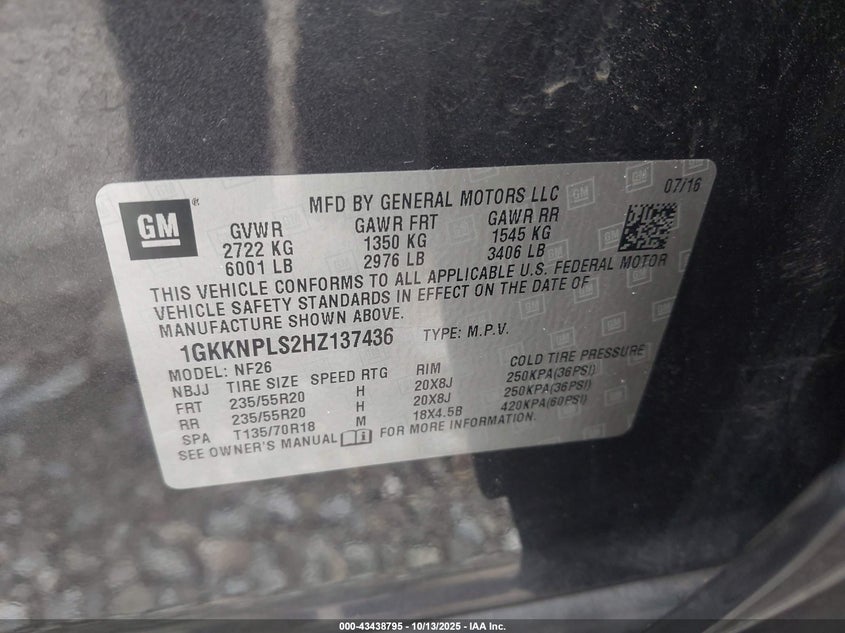 GM®
MFD BY GENERAL MOTORS LLC
07/16
GVWR GAWR FRT GAWR RR
2722 KG 1350 KG 1545 KG
6001 LB 2976 LB 3406 LB
THIS VEHICLE CONFORMS TO ALL APPLICABLE U.S. FEDERAL MOTOR
VEHICLE SAFETY STANDARDS IN EFFECT ON THE DATE OF
MANUFACTURE SHOWN ABOVE.
1GKKNPLS2HZ137436 TYPE: M.P.V.
MODEL: NF26
NBJJ TIRE SIZE SPEED RTG RIM COLD TIRE PRESSURE
FRT 235/55R20 H 20X8J 250KPA(36PSI)
RR 235/55R20 H 20X8J 250KPA(36PSI)
SPA T135/70R18 M 18X4.5B 420KPA(60PSI)
SEE OWNER'S MANUAL FOR MORE INFORMATION.
000-43438795 - 10/13/2025 - IAA Inc.